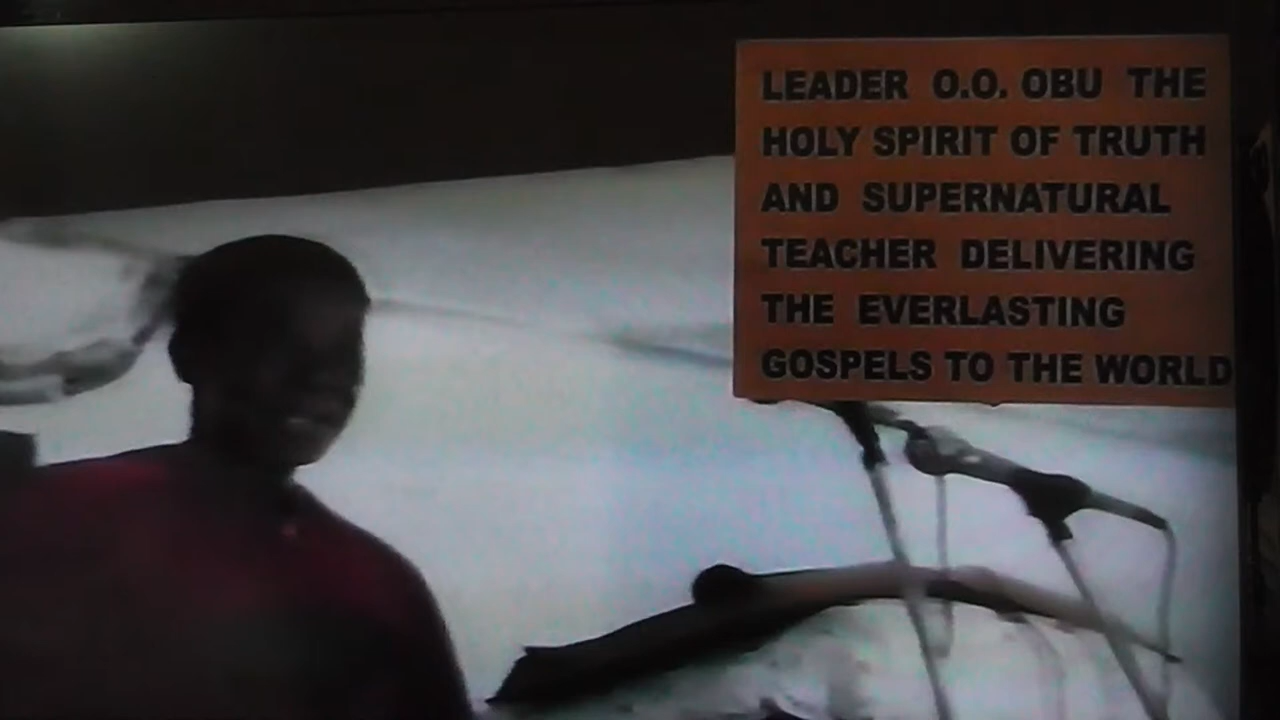 LEADER O.O. OBU THE
HOLY SPIRIT OF TRUTH
AND SUPERNATURAL
TEACHER DELIVERING
THE EVERLASTING
GOSPELS TO THE WORLD